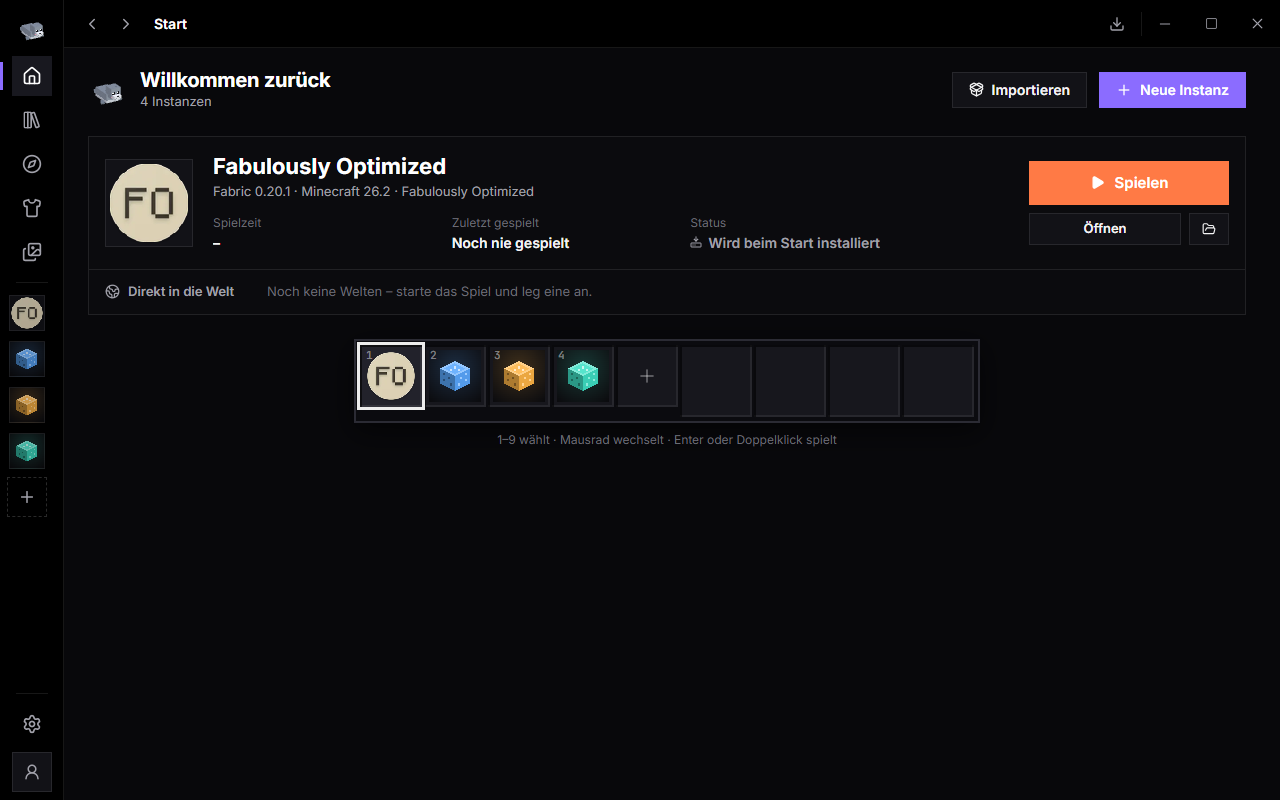 Start
Willkommen zurück
4 Instanzen
Importieren
Neue Instanz
FO
Fabulously Optimized
Fabric 0.20.1 · Minecraft 26.2 · Fabulously Optimized
Spielzeit
–
Zuletzt gespielt
Noch nie gespielt
Status
Wird beim Start installiert
Spielen
Öffnen
Direkt in die Welt
Noch keine Welten – starte das Spiel und leg eine an.
FO
1
FO
2
3
4
1–9 wählt · Mausrad wechselt · Enter oder Doppelklick spielt